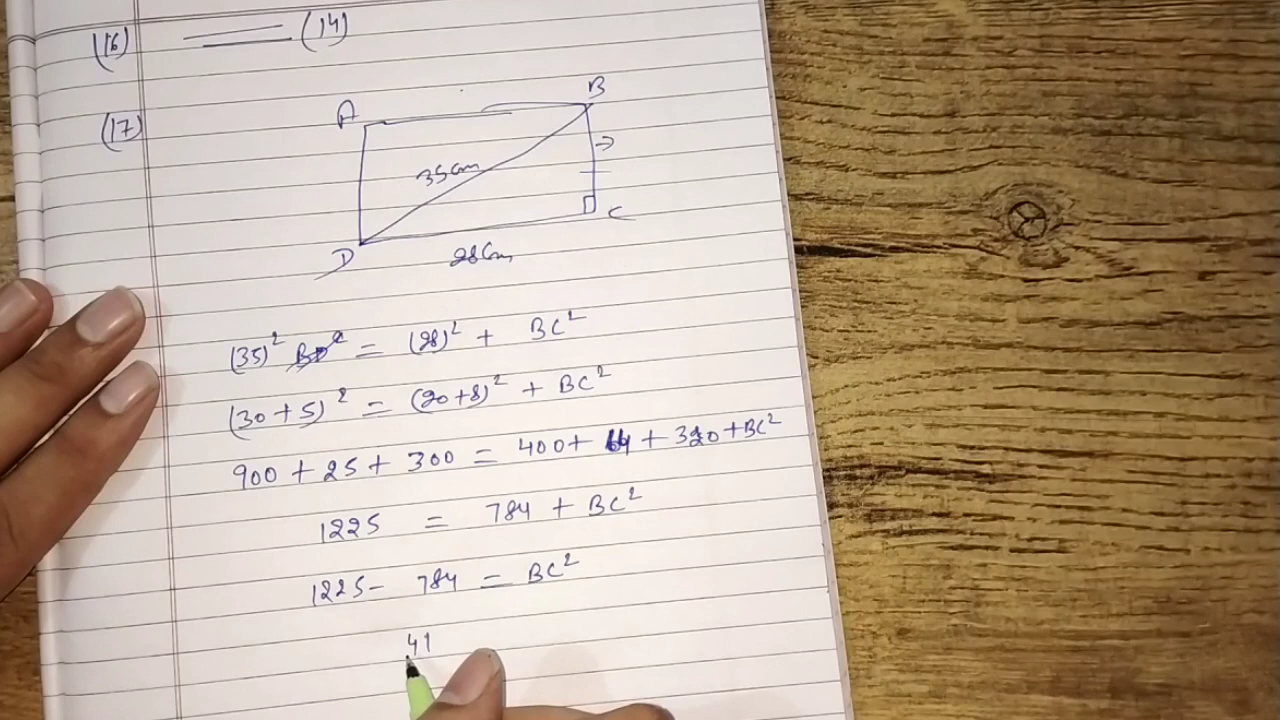 (16) (14)
(17)
A B
35cm
D C
28cm
(35)² BD² = (28)² + BC²
(30 + 5)² = (20+8)² + BC²
900 + 25 + 300 = 400 + 64 + 320 + BC²
1225 = 784 + BC²
1225 - 784 = BC²
41